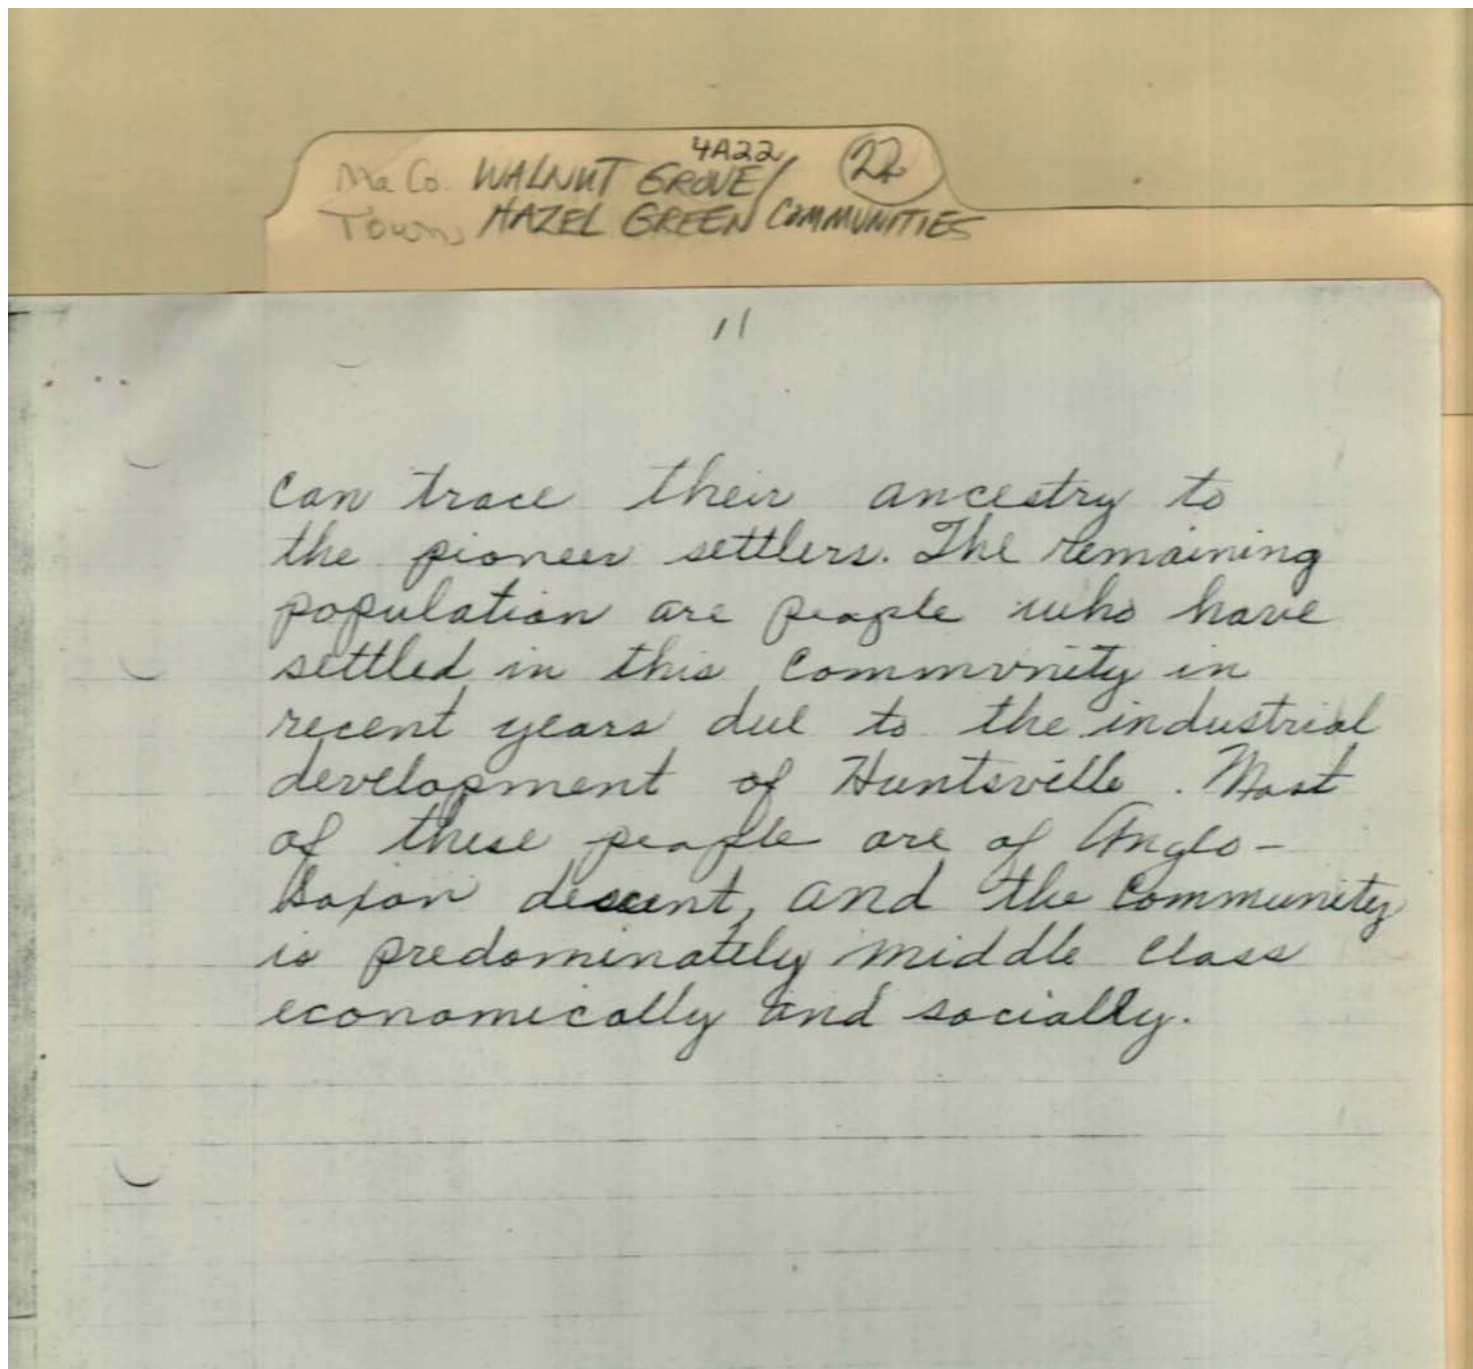 4A22
Ma Co. WALNUT GROVE/ 22
Town HAZEL GREEN COMMUNITIES
11
can trace their ancestry to
the pioneer settlers. The remaining
population are people who have
settled in this community in
recent years due to the industrial
development of Huntsville. Most
of these people are of Anglo-
Saxon descent, and the community
is predominately middle class
economically and socially.